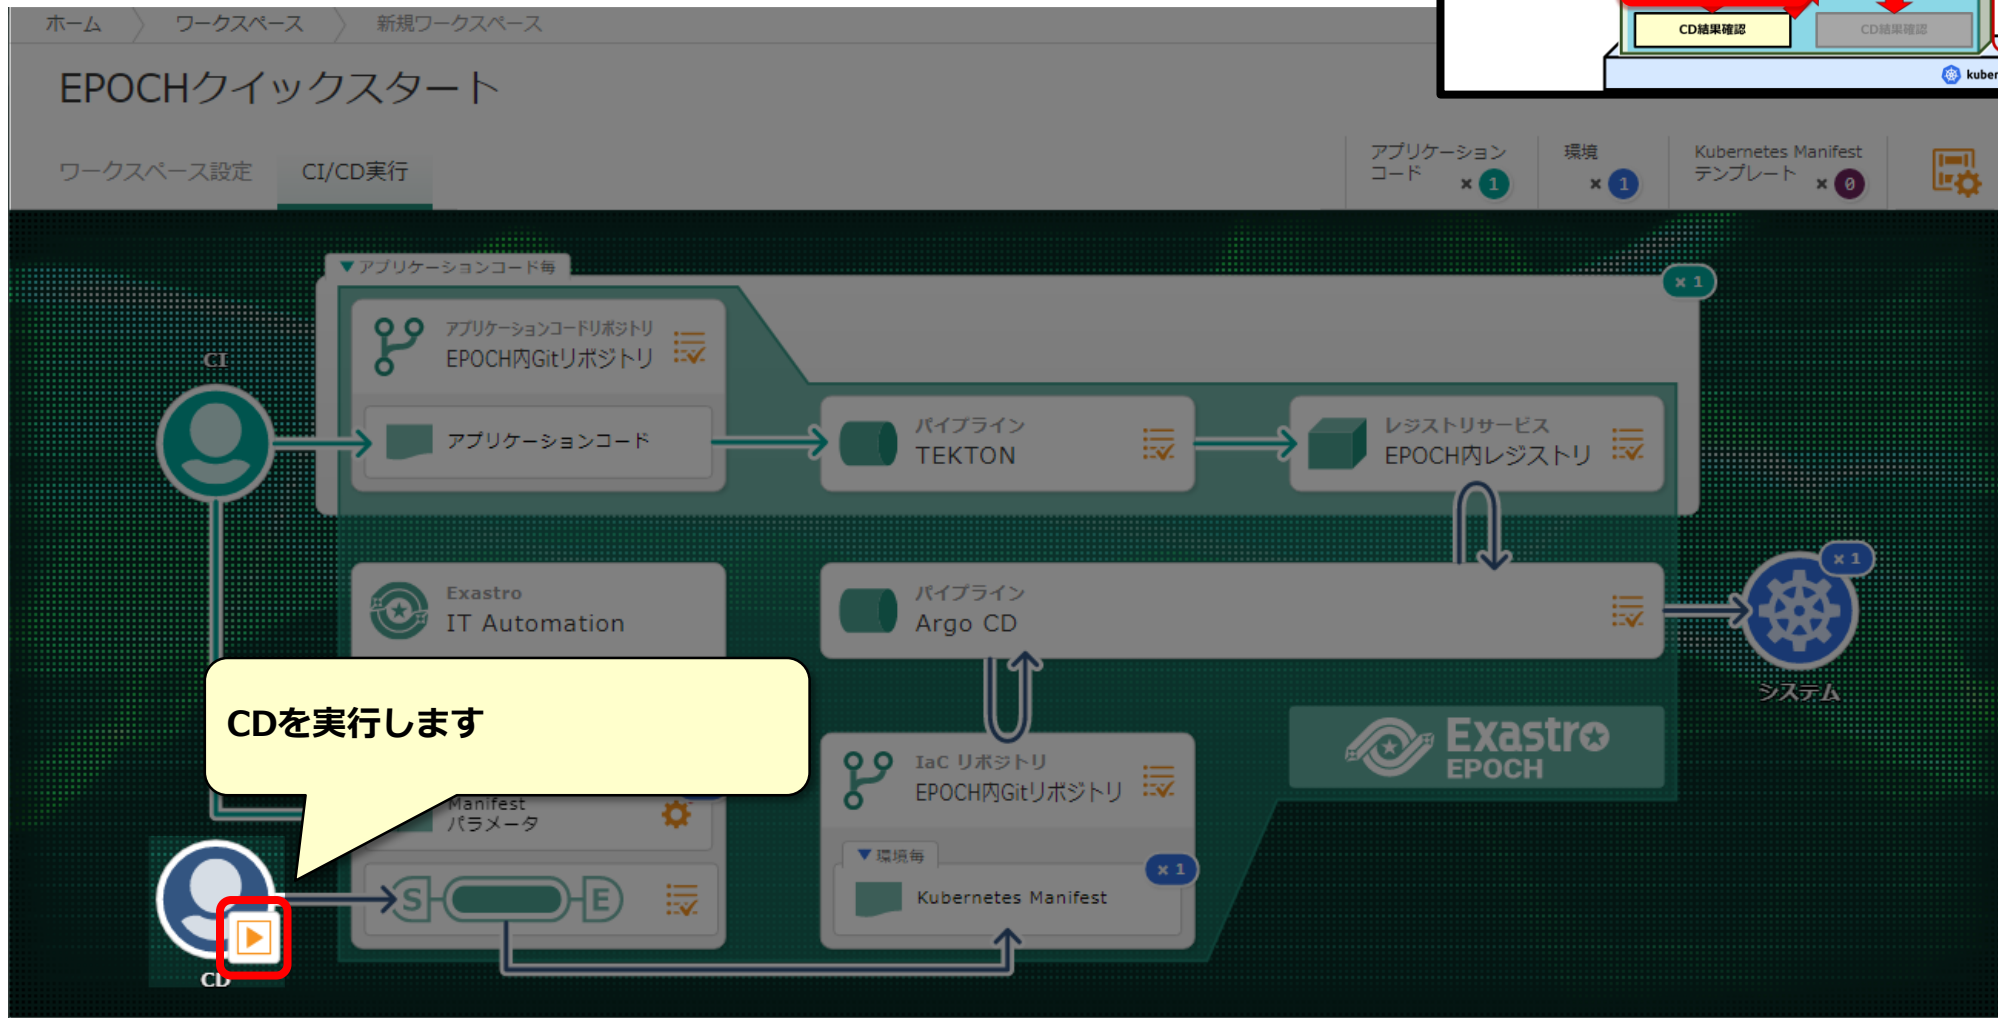 ホーム
ワークスペース
新規ワークスペース
CD結果確認
CD結果確認
EPOCHクイックスタート
ワークスペース設定
CI/CD実行
アプリケーション
コード
× 1
環境
× 1
Kubernetes Manifest
テンプレート
× 0
▼アプリケーションコード毎
× 1
CI
アプリケーションコードリポジトリ
EPOCH内Gitリポジトリ
アプリケーションコード
パイプライン
TEKTON
レジストリサービス
EPOCH内レジストリ
Exastro
IT Automation
パイプライン
Argo CD
× 1
システム
CDを実行します
Manifest
パラメータ
IaC リポジトリ
EPOCH内Gitリポジトリ
Exastro
EPOCH
▼環境毎
× 1
Kubernetes Manifest
S
E
CD